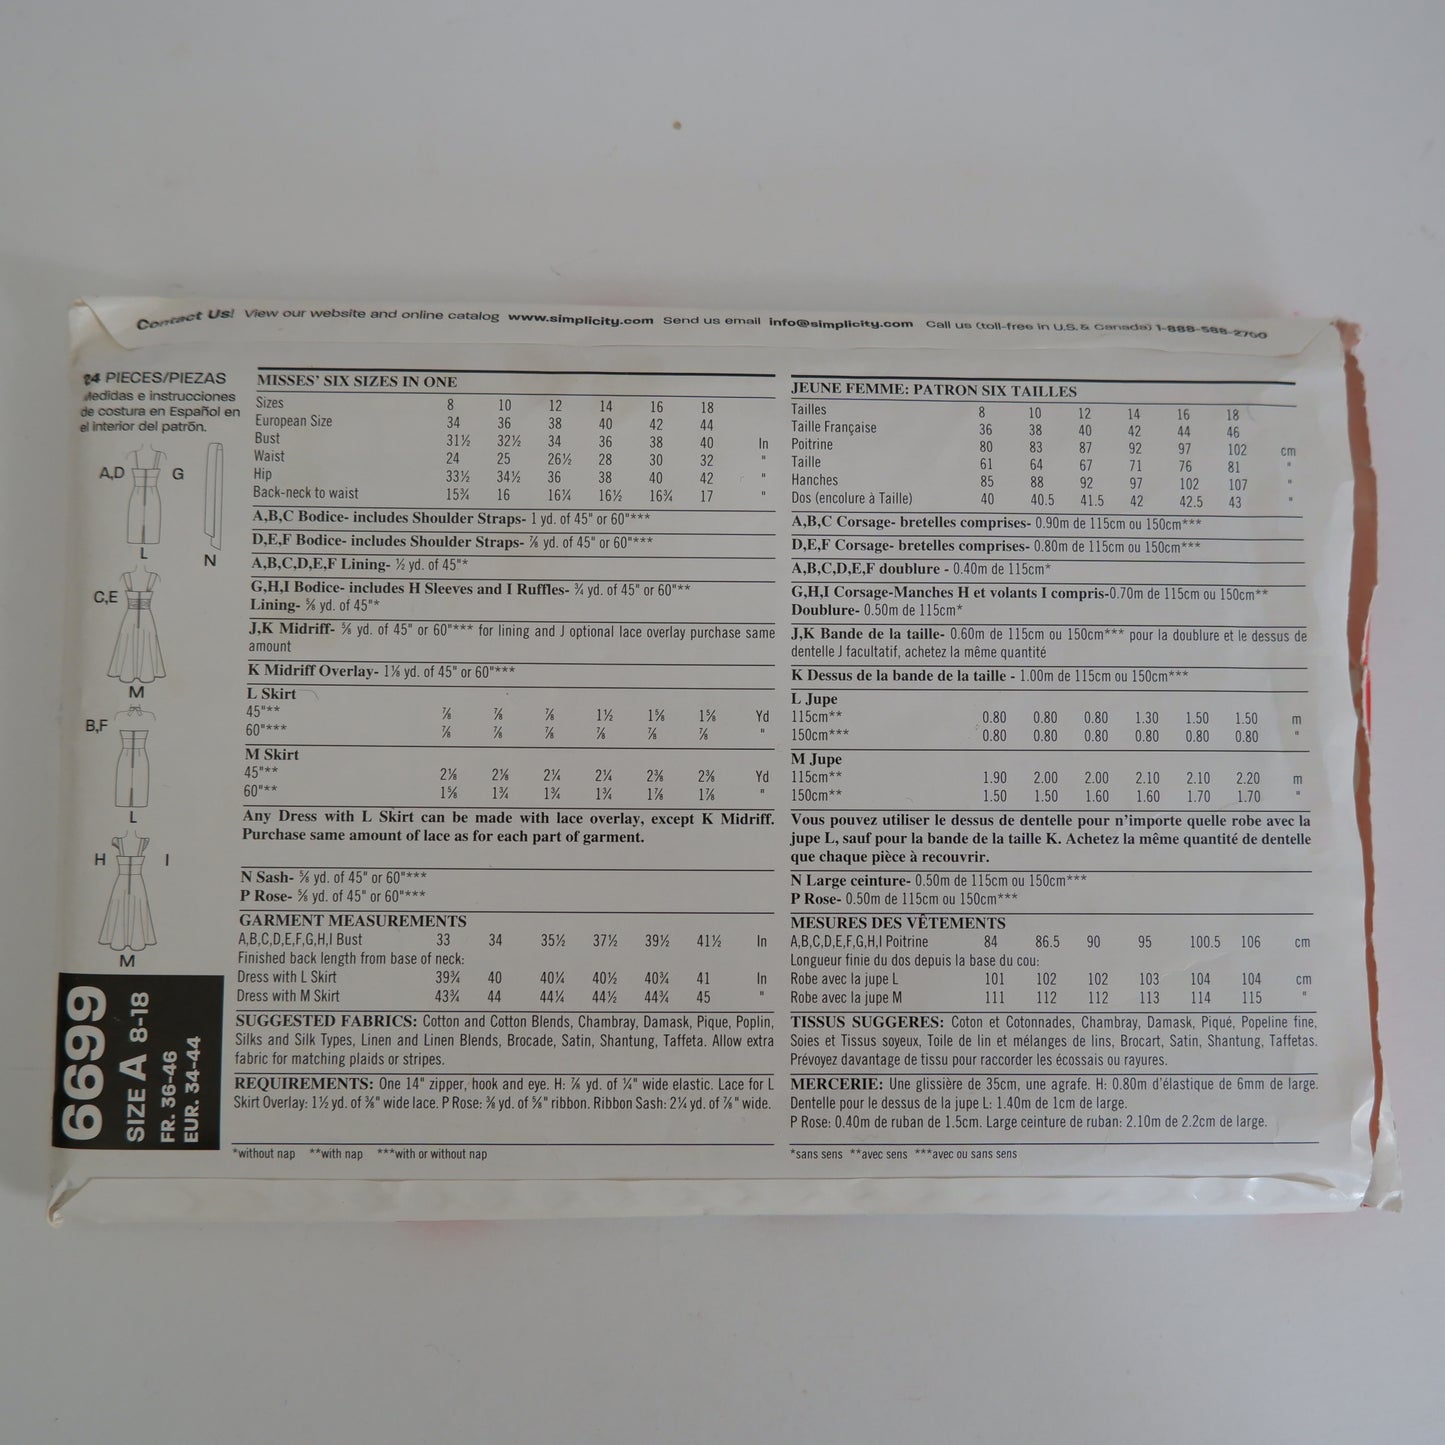 Contact Us! View our website and online catalog www.simplicity.com Send us email info@simplicity.com Call us (toll-free in U.S. & Canada) 1-888-588-2700
24 PIECES/PIEZAS
Medidas e instrucciones
de costura en Español en
el interior del patrón.
A,D G
L
N
C,E
M
B,F
L
H I
M
6699
SIZE A 8-18
FR. 36-46
EUR. 34-44
MISSES' SIX SIZES IN ONE
Sizes 8 10 12 14 16 18
European Size 34 36 38 40 42 44
Bust 31½ 32½ 34 36 38 40 In
Waist 24 25 26½ 28 30 32 "
Hip 33½ 34½ 36 38 40 42 "
Back-neck to waist 15¾ 16 16¼ 16½ 16¾ 17 "
A,B,C Bodice- includes Shoulder Straps- 1 yd. of 45" or 60"***
D,E,F Bodice- includes Shoulder Straps- ⅞ yd. of 45" or 60"***
A,B,C,D,E,F Lining- ½ yd. of 45"*
G,H,I Bodice- includes H Sleeves and I Ruffles- ¾ yd. of 45" or 60"**
Lining- ⅝ yd. of 45"*
J,K Midriff- ⅝ yd. of 45" or 60"*** for lining and J optional lace overlay purchase same
amount
K Midriff Overlay- 1⅛ yd. of 45" or 60"***
L Skirt
45"** ⅞ ⅞ ⅞ 1½ 1⅝ 1⅝ Yd
60"*** ⅞ ⅞ ⅞ ⅞ ⅞ ⅞ "
M Skirt
45"** 2⅛ 2⅛ 2¼ 2¼ 2⅜ 2⅜ Yd
60"** 1⅝ 1¾ 1¾ 1¾ 1⅞ 1⅞ "
Any Dress with L Skirt can be made with lace overlay, except K Midriff.
Purchase same amount of lace as for each part of garment.
N Sash- ⅝ yd. of 45" or 60"***
P Rose- ⅝ yd. of 45" or 60"***
GARMENT MEASUREMENTS
A,B,C,D,E,F,G,H,I Bust 33 34 35½ 37½ 39½ 41½ In
Finished back length from base of neck:
Dress with L Skirt 39¾ 40 40¼ 40½ 40¾ 41 In
Dress with M Skirt 43¾ 44 44¼ 44½ 44¾ 45 "
SUGGESTED FABRICS: Cotton and Cotton Blends, Chambray, Damask, Pique, Poplin,
Silks and Silk Types, Linen and Linen Blends, Brocade, Satin, Shantung, Taffeta. Allow extra
fabric for matching plaids or stripes.
REQUIREMENTS: One 14" zipper, hook and eye. H: ⅞ yd. of ¼" wide elastic. Lace for L
Skirt Overlay: 1½ yd. of ⅜" wide lace. P Rose: ⅜ yd. of ⅝" ribbon. Ribbon Sash: 2¼ yd. of ⅞" wide.
*without nap **with nap ***with or without nap
JEUNE FEMME: PATRON SIX TAILLES
Tailles 8 10 12 14 16 18
Taille Française 36 38 40 42 44 46
Poitrine 80 83 87 92 97 102 cm
Taille 61 64 67 71 76 81 "
Hanches 85 88 92 97 102 107 "
Dos (encolure à Taille) 40 40.5 41.5 42 42.5 43 "
A,B,C Corsage- bretelles comprises- 0.90m de 115cm ou 150cm***
D,E,F Corsage- bretelles comprises- 0.80m de 115cm ou 150cm***
A,B,C,D,E,F doublure - 0.40m de 115cm*
G,H,I Corsage-Manches H et volants I compris-0.70m de 115cm ou 150cm**
Doublure- 0.50m de 115cm*
J,K Bande de la taille- 0.60m de 115cm ou 150cm*** pour la doublure et le dessus de
dentelle J facultatif, achetez la même quantité
K Dessus de la bande de la taille - 1.00m de 115cm ou 150cm***
L Jupe
115cm** 0.80 0.80 0.80 1.30 1.50 1.50 m
150cm*** 0.80 0.80 0.80 0.80 0.80 0.80 "
M Jupe
115cm** 1.90 2.00 2.00 2.10 2.10 2.20 m
150cm** 1.50 1.50 1.60 1.60 1.70 1.70 "
Vous pouvez utiliser le dessus de dentelle pour n'importe quelle robe avec la
jupe L, sauf pour la bande de la taille K. Achetez la même quantité de dentelle
que chaque pièce à recouvrir.
N Large ceinture- 0.50m de 115cm ou 150cm***
P Rose- 0.50m de 115cm ou 150cm***
MESURES DES VÊTEMENTS
A,B,C,D,E,F,G,H,I Poitrine 84 86.5 90 95 100.5 106 cm
Longueur finie du dos depuis la base du cou:
Robe avec la jupe L 101 102 102 103 104 104 cm
Robe avec la jupe M 111 112 112 113 114 115 "
TISSUS SUGGERES: Coton et Cotonnades, Chambray, Damask, Piqué, Popeline fine,
Soies et Tissus soyeux, Toile de lin et mélanges de lins, Brocart, Satin, Shantung, Taffetas.
Prévoyez davantage de tissu pour raccorder les écossais ou rayures.
MERCERIE: Une glissière de 35cm, une agrafe. H: 0.80m d'élastique de 6mm de large.
Dentelle pour le dessus de la jupe L: 1.40m de 1cm de large.
P Rose: 0.40m de ruban de 1.5cm. Large ceinture de ruban: 2.10m de 2.2cm de large.
*sans sens **avec sens ***avec ou sans sens